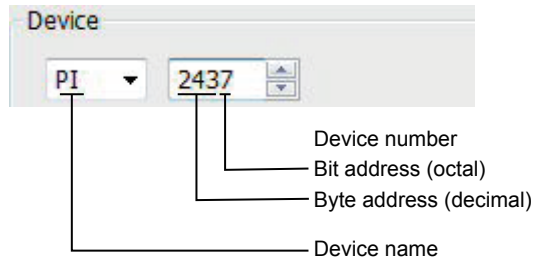 Device
PI 2437
Device number
Bit address (octal)
Byte address (decimal)
Device name